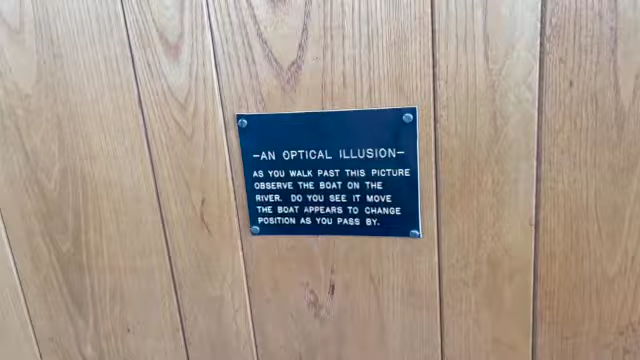 -AN OPTICAL ILLUSION-
AS YOU WALK PAST THIS PICTURE
OBSERVE THE BOAT ON THE
RIVER. DO YOU SEE IT MOVE
THE BOAT APPEARS TO CHANGE
POSITION AS YOU PASS BY.